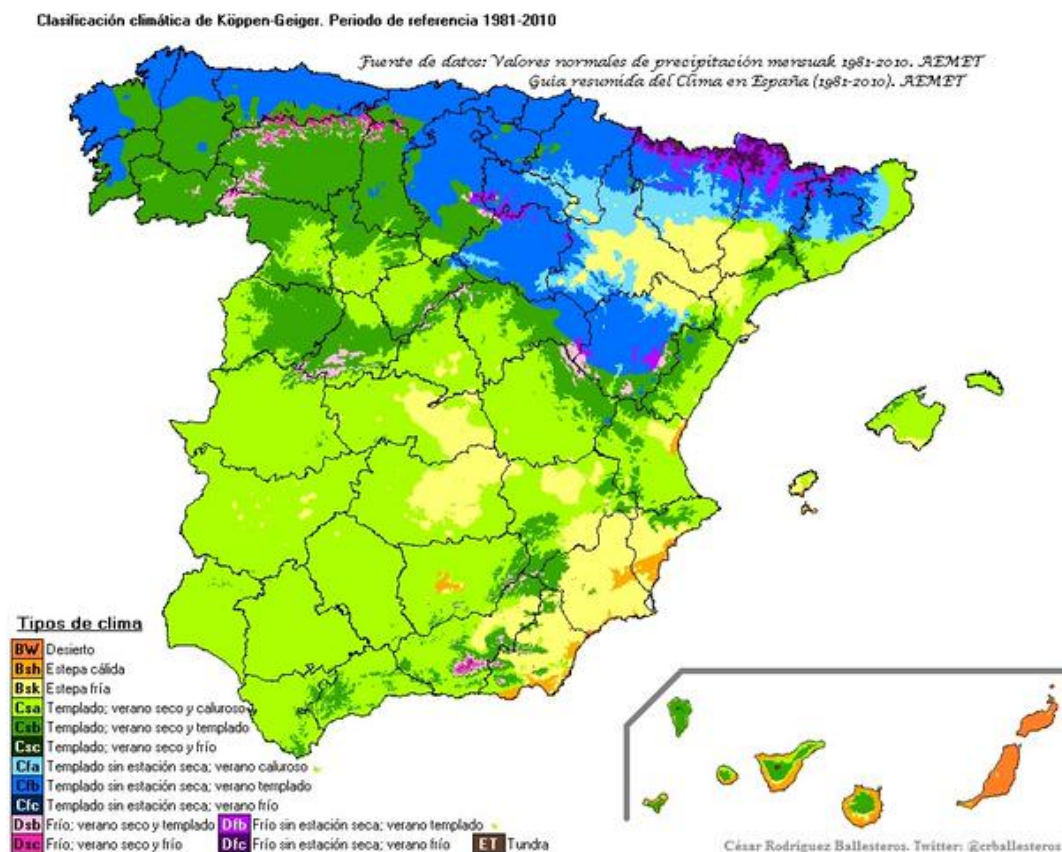 Clasificación climática de Köppen-Geiger. Periodo de referencia 1981-2010
Fuente de datos: Valores normales de precipitación mensuak 1981-2010. AEMET
Guia resumida del Clima en España (1981-2010). AEMET
Tipos de clima
BW Desierto
Bsh Estepa cálida
Bsk Estepa fría
Csa Templado; verano seco y caluroso
Csb Templado; verano seco y templado
Csc Templado; verano seco y frío
Cfa Templado sin estación seca; verano caluroso
Cfb Templado sin estación seca; verano templado
Cfc Templado sin estación seca; verano frío
Dsb Frío; verano seco y templado Dfb Frío sin estación seca; verano templado
Dsc Frío; verano seco y frío Dfc Frío sin estación seca; verano frío ET Tundra
César Rodríguez Ballesteros. Twitter: @crballesteros